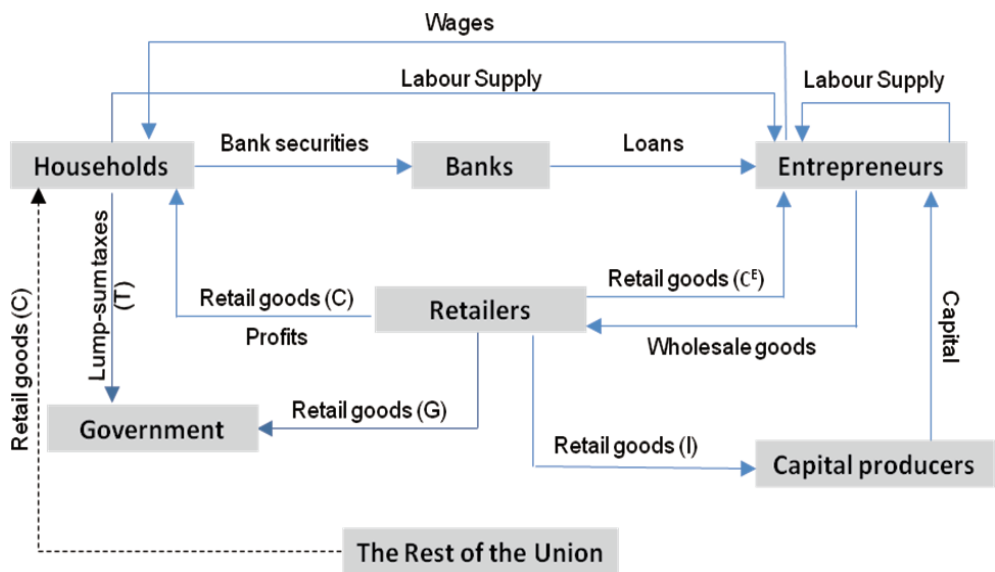 Wages
Labour Supply
Labour Supply
Households
Bank securities
Banks
Loans
Entrepreneurs
Retail goods (C)
Lump-sum taxes
(T)
Retail goods (C)
Profits
Retailers
Retail goods (Cᴱ)
Wholesale goods
Capital
Government
Retail goods (G)
Retail goods (I)
Capital producers
The Rest of the Union